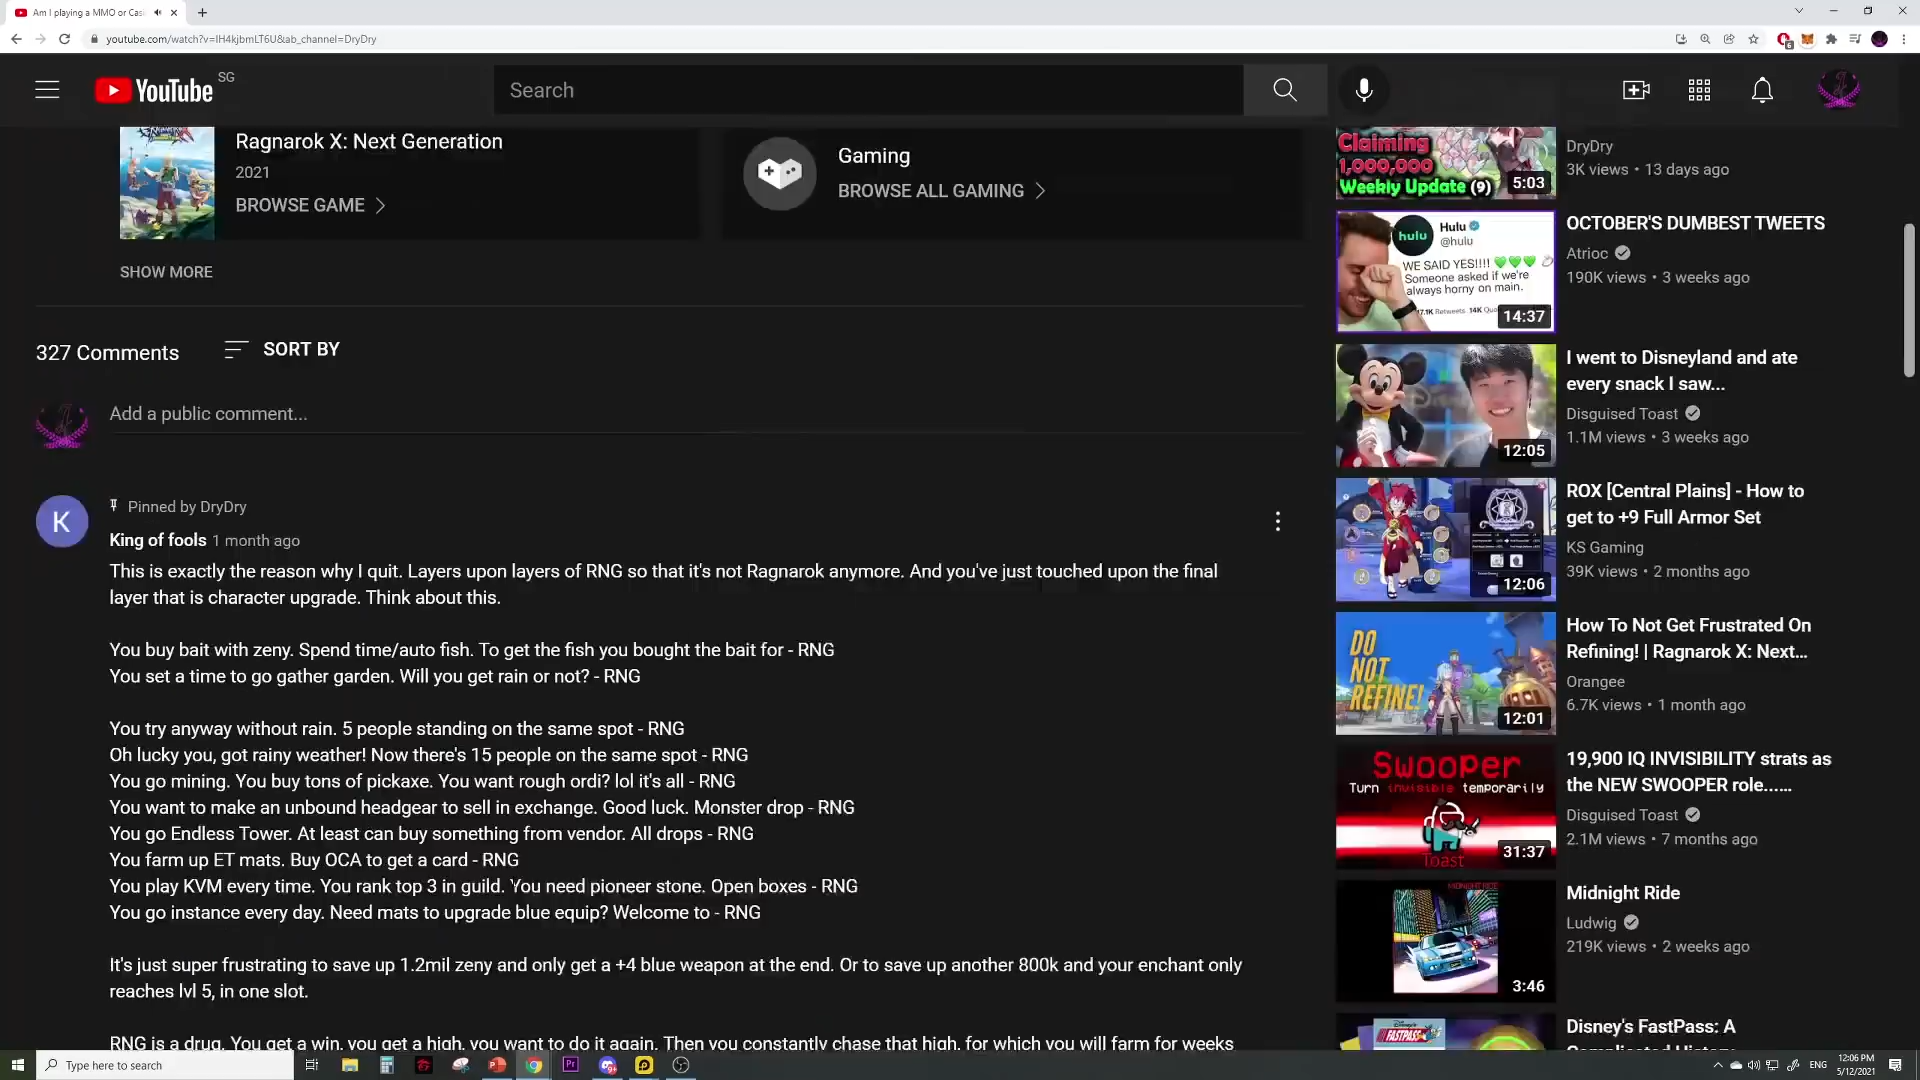 Am I playing a MMO or Cas
youtube.com/watch?v=IH4kjbmLT6U&ab_channel=DryDry
6
YouTube
SG
Search
Ragnarok X: Next Generation
2021
BROWSE GAME
Gaming
BROWSE ALL GAMING
SHOW MORE
327 Comments
SORT BY
Add a public comment...
K
Pinned by DryDry
King of fools 1 month ago
This is exactly the reason why I quit. Layers upon layers of RNG so that it's not Ragnarok anymore. And you've just touched upon the final
layer that is character upgrade. Think about this.
You buy bait with zeny. Spend time/auto fish. To get the fish you bought the bait for - RNG
You set a time to go gather garden. Will you get rain or not? - RNG
You try anyway without rain. 5 people standing on the same spot - RNG
Oh lucky you, got rainy weather! Now there's 15 people on the same spot - RNG
You go mining. You buy tons of pickaxe. You want rough ordi? lol it's all - RNG
You want to make an unbound headgear to sell in exchange. Good luck. Monster drop - RNG
You go Endless Tower. At least can buy something from vendor. All drops - RNG
You farm up ET mats. Buy OCA to get a card - RNG
You play KVM every time. You rank top 3 in guild. You need pioneer stone. Open boxes - RNG
You go instance every day. Need mats to upgrade blue equip? Welcome to - RNG
It's just super frustrating to save up 1.2mil zeny and only get a +4 blue weapon at the end. Or to save up another 800k and your enchant only
reaches lvl 5, in one slot.
RNG is a drug. You get a win, you get a high, you want to do it again. Then you constantly chase that high, for which you will farm for weeks
Claiming
1,000,000
Weekly Update (9)
5:03
DryDry
3K views • 13 days ago
hulu
Hulu
@hulu
WE SAID YES!!!!
Someone asked if we're
always horny on main.
14:37
OCTOBER'S DUMBEST TWEETS
Atrioc
190K views • 3 weeks ago
12:05
I went to Disneyland and ate
every snack I saw...
Disguised Toast
1.1M views • 3 weeks ago
12:06
ROX [Central Plains] - How to
get to +9 Full Armor Set
KS Gaming
39K views • 2 months ago
DO
NOT
REFINE!
12:01
How To Not Get Frustrated On
Refining! | Ragnarok X: Next...
Orangee
6.7K views • 1 month ago
Swooper
Turn invisible temporarily
Toast
31:37
19,900 IQ INVISIBILITY strats as
the NEW SWOOPER role......
Disguised Toast
2.1M views • 7 months ago
MIDNIGHT RIDE
3:46
Midnight Ride
Ludwig
219K views • 2 weeks ago
FASTPASS
Disney's FastPass: A
Complicated History
Type here to search
Pr
ENG
12:06 PM
5/12/2021